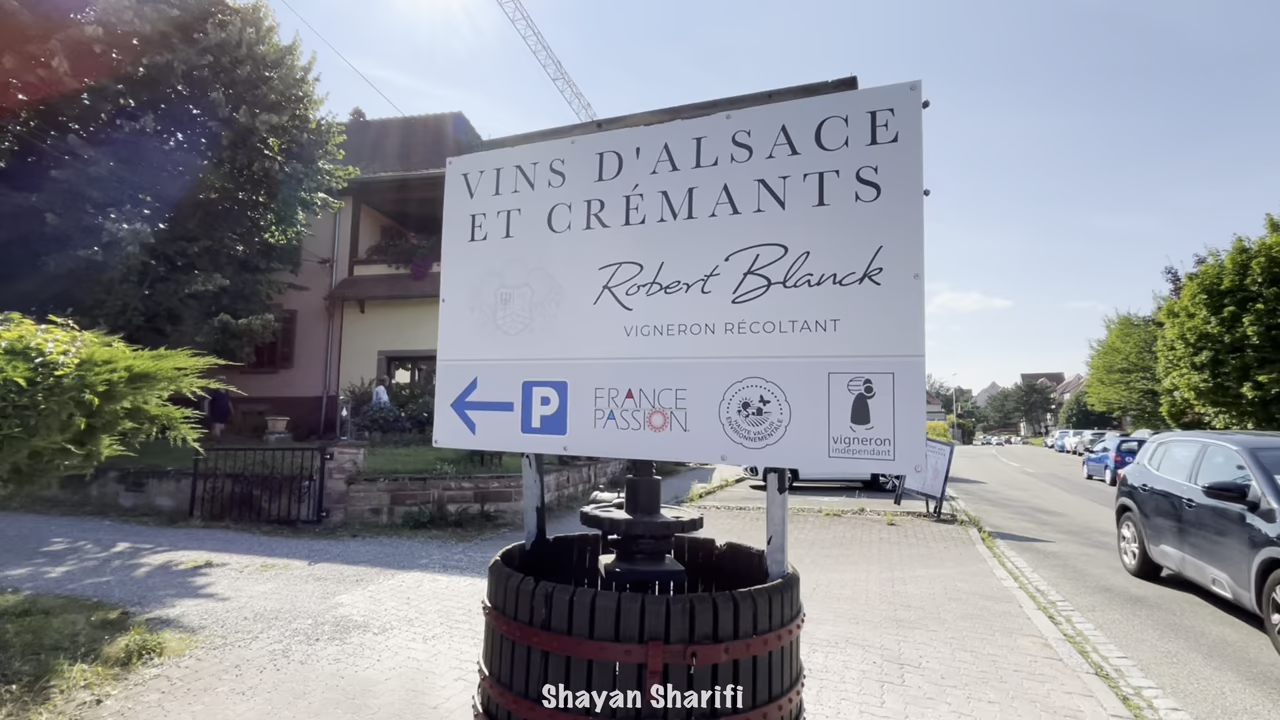 VINS D'ALSACE
ET CRÉMANTS
Robert Blanck
VIGNERON RÉCOLTANT
P
FRANCE
PASSION
HAUTE VALEUR
ENVIRONNEMENTALE
vigneron
indépendant
Shayan Sharifi